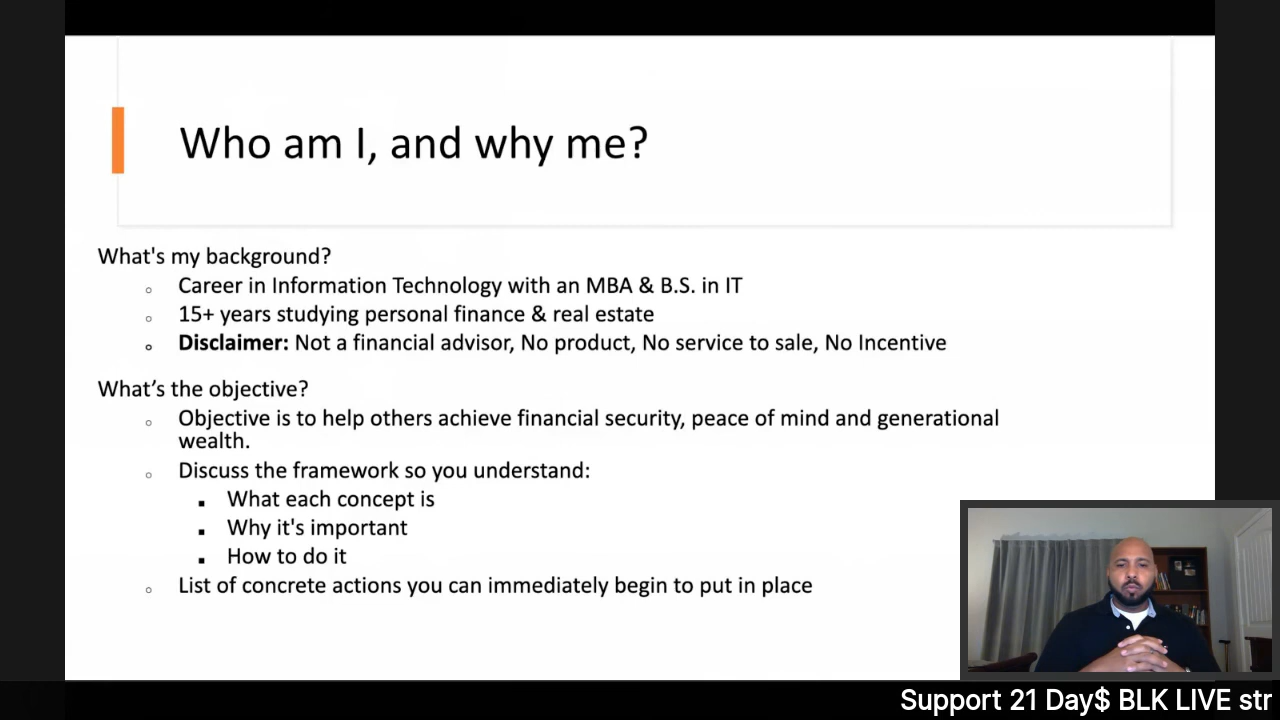 Who am I, and why me?
What's my background?
Career in Information Technology with an MBA & B.S. in IT
15+ years studying personal finance & real estate
Disclaimer: Not a financial advisor, No product, No service to sale, No Incentive
What’s the objective?
Objective is to help others achieve financial security, peace of mind and generational
wealth.
Discuss the framework so you understand:
What each concept is
Why it's important
How to do it
List of concrete actions you can immediately begin to put in place
Support 21 Day$ BLK LIVE str